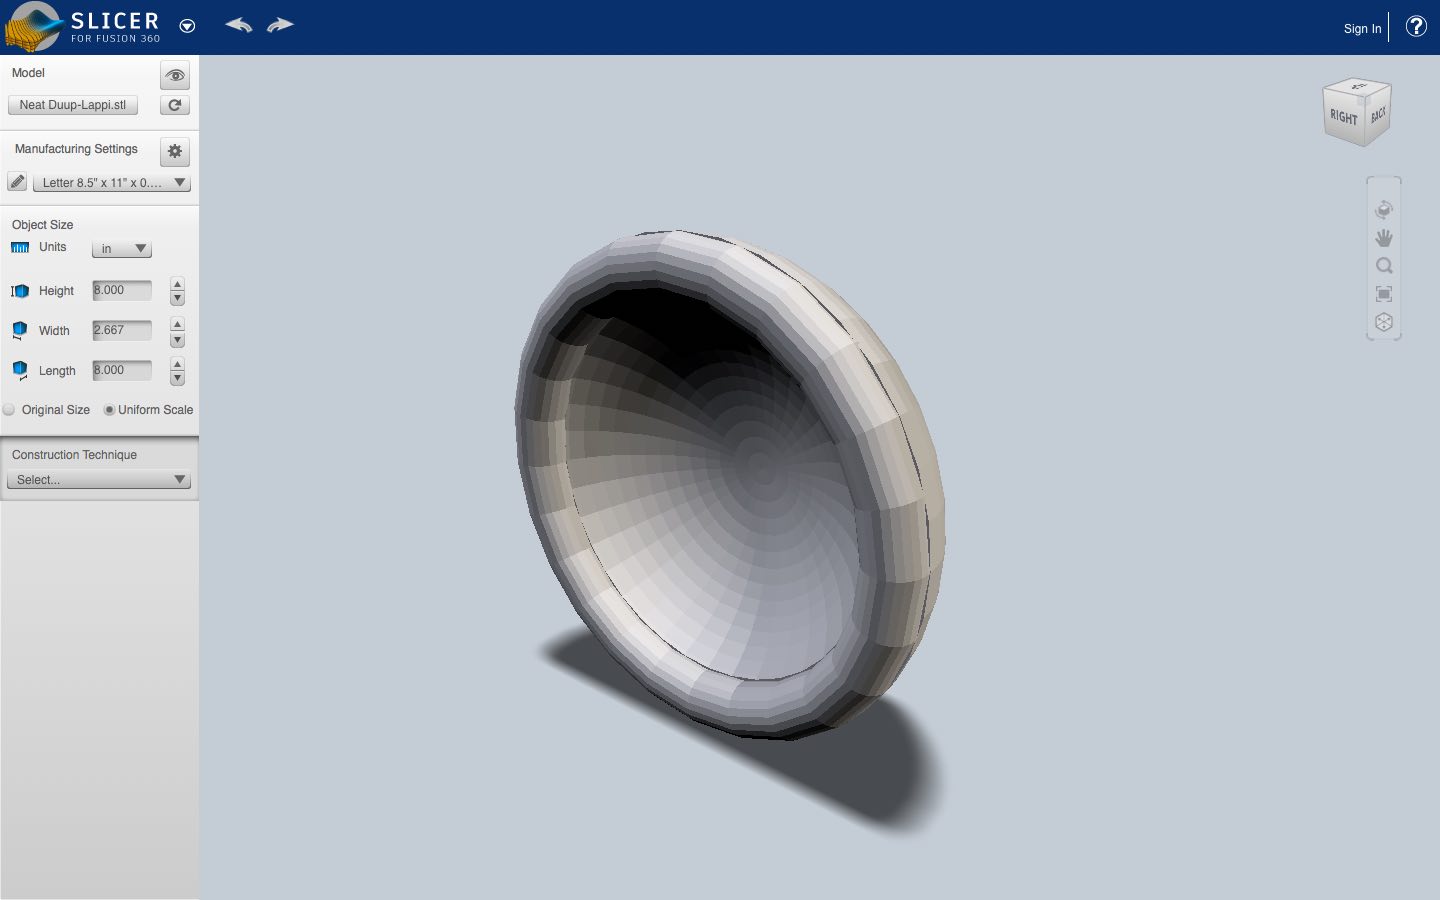 SLICER
FOR FUSION 360
Sign In
?
Model
Neat Duup-Lappi.stl
Manufacturing Settings
Letter 8.5" x 11" x 0....
Object Size
Units
in
Height
8.000
Width
2.667
Length
8.000
Original Size
Uniform Scale
Construction Technique
Select...
RIGHT
BACK